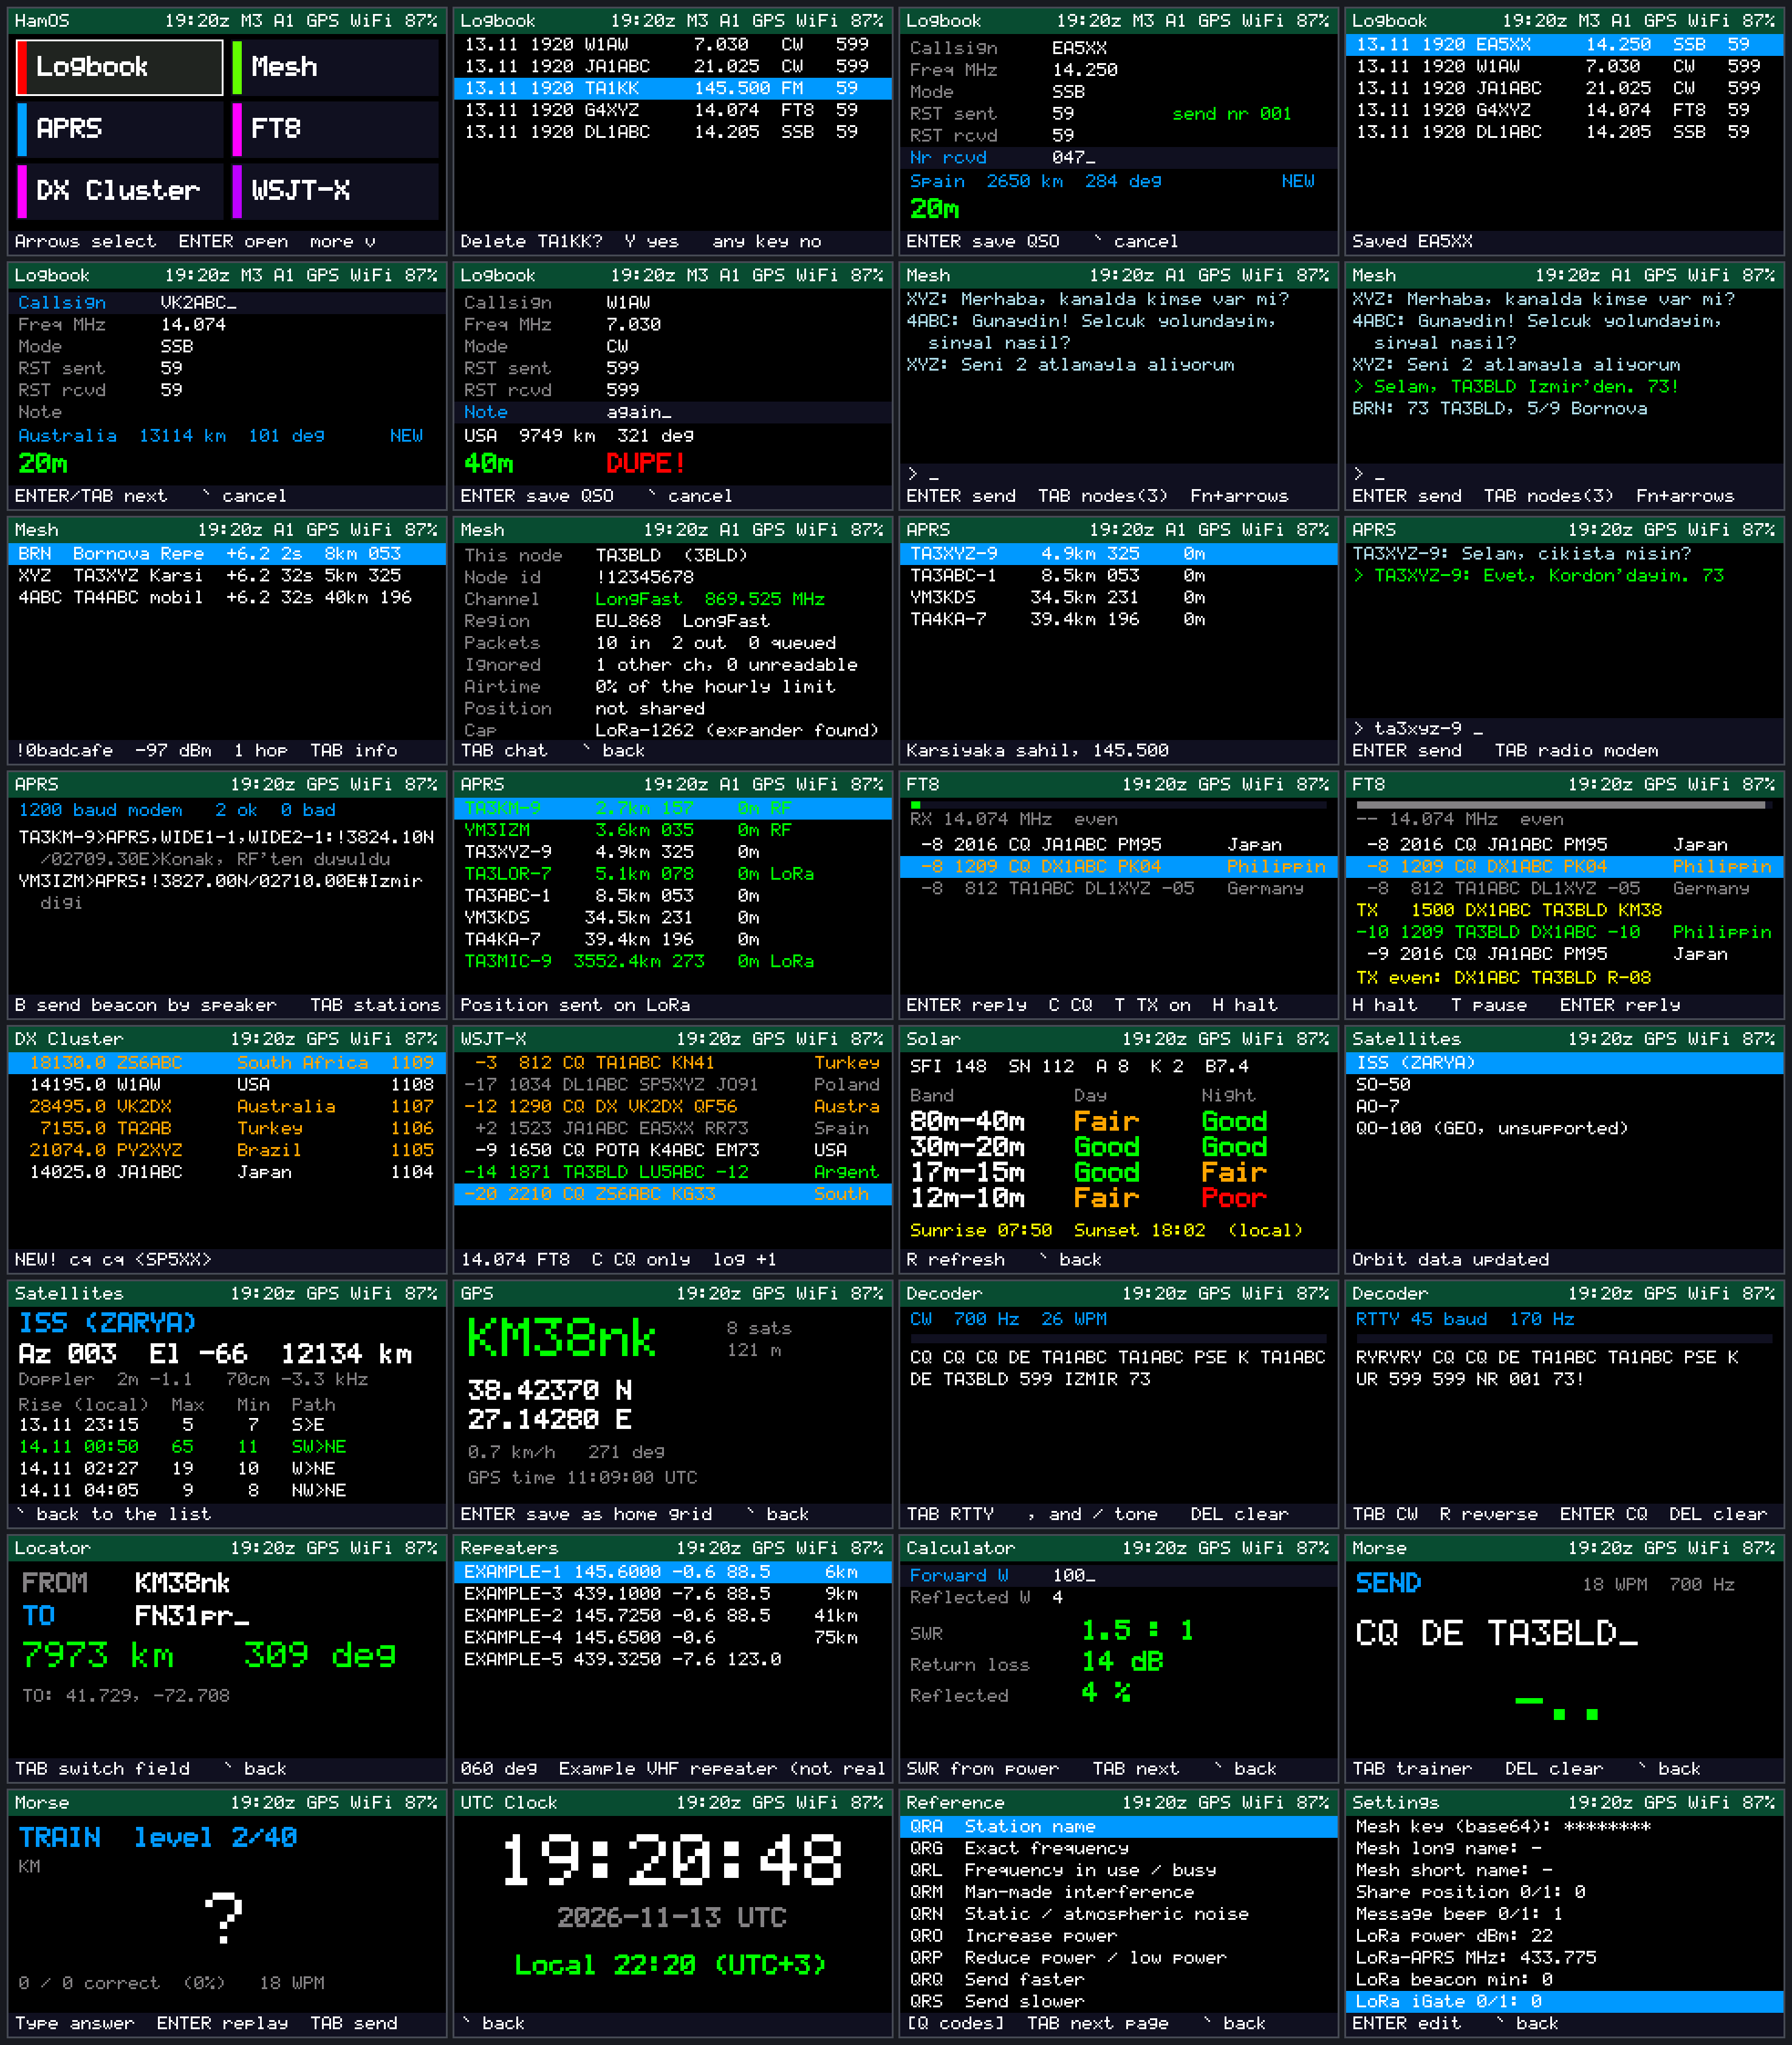 HamOS 19:20z M3 A1 GPS WiFi 87%
Logbook Mesh
APRS FT8
DX Cluster WSJT-X
Arrows select ENTER open more v
Logbook 19:20z M3 A1 GPS WiFi 87%
13.11 1920 W1AW 7.030 CW 599
13.11 1920 JA1ABC 21.025 CW 599
13.11 1920 TA1KK 145.500 FM 59
13.11 1920 G4XYZ 14.074 FT8 59
13.11 1920 DL1ABC 14.205 SSB 59
Delete TA1KK? Y yes any key no
Logbook 19:20z M3 A1 GPS WiFi 87%
Callsign EA5XX
Freq MHz 14.250
Mode SSB
RST sent 59 send nr 001
RST rcvd 59
Nr rcvd 047_
Spain 2650 km 284 deg NEW
20m
ENTER save QSO ` cancel
Logbook 19:20z M3 A1 GPS WiFi 87%
13.11 1920 EA5XX 14.250 SSB 59
13.11 1920 W1AW 7.030 CW 599
13.11 1920 JA1ABC 21.025 CW 599
13.11 1920 G4XYZ 14.074 FT8 59
13.11 1920 DL1ABC 14.205 SSB 59
Saved EA5XX
Logbook 19:20z M3 A1 GPS WiFi 87%
Callsign VK2ABC_
Freq MHz 14.074
Mode SSB
RST sent 59
RST rcvd 59
Note
Australia 13114 km 101 deg NEW
20m
ENTER/TAB next ` cancel
Logbook 19:20z M3 A1 GPS WiFi 87%
Callsign W1AW
Freq MHz 7.030
Mode CW
RST sent 599
RST rcvd 599
Note again_
USA 9749 km 321 deg
40m DUPE!
ENTER save QSO ` cancel
Mesh 19:20z A1 GPS WiFi 87%
XYZ: Merhaba, kanalda kimse var mi?
4ABC: Gunaydin! Selcuk yolundayim,
sinyal nasil?
XYZ: Seni 2 atlamayla aliyorum
> _
ENTER send TAB nodes(3) Fn+arrows
Mesh 19:20z A1 GPS WiFi 87%
XYZ: Merhaba, kanalda kimse var mi?
4ABC: Gunaydin! Selcuk yolundayim,
sinyal nasil?
XYZ: Seni 2 atlamayla aliyorum
> Selam, TA3BLD Izmir'den. 73!
BRN: 73 TA3BLD, 5/9 Bornova
> _
ENTER send TAB nodes(3) Fn+arrows
Mesh 19:20z A1 GPS WiFi 87%
BRN Bornova Repe +6.2 2s 8km 053
XYZ TA3XYZ Karsi +6.2 32s 5km 325
4ABC TA4ABC mobil +6.2 32s 40km 196
!0badcafe -97 dBm 1 hop TAB info
Mesh 19:20z A1 GPS WiFi 87%
This node TA3BLD (3BLD)
Node id !12345678
Channel LongFast 869.525 MHz
Region EU_868 LongFast
Packets 10 in 2 out 0 queued
Ignored 1 other ch, 0 unreadable
Airtime 0% of the hourly limit
Position not shared
Cap LoRa-1262 (expander found)
TAB chat ` back
APRS 19:20z A1 GPS WiFi 87%
TA3XYZ-9 4.9km 325 0m
TA3ABC-1 8.5km 053 0m
YM3KDS 34.5km 231 0m
TA4KA-7 39.4km 196 0m
Karsiyaka sahil, 145.500
APRS 19:20z GPS WiFi 87%
TA3XYZ-9: Selam, cikista misin?
> TA3XYZ-9: Evet, Kordon'dayim. 73
> ta3xyz-9 _
ENTER send TAB radio modem
APRS 19:20z GPS WiFi 87%
1200 baud modem 2 ok 0 bad
TA3KM-9>APRS,WIDE1-1,WIDE2-1:!3824.10N
/02709.30E>Konak, RF'ten duyuldu
YM3IZM>APRS:!3827.00N/02710.00E#Izmir
digi
B send beacon by speaker TAB stations
APRS 19:20z A1 GPS WiFi 87%
TA3KM-9 2.7km 157 0m RF
YM3IZM 3.6km 035 0m RF
TA3XYZ-9 4.9km 325 0m
TA3LOR-7 5.1km 078 0m LoRa
TA3ABC-1 8.5km 053 0m
YM3KDS 34.5km 231 0m
TA4KA-7 39.4km 196 0m
TA3MIC-9 3552.4km 273 0m LoRa
Position sent on LoRa
FT8 19:20z GPS WiFi 87%
RX 14.074 MHz even
-8 2016 CQ JA1ABC PM95 Japan
-8 1209 CQ DX1ABC PK04 Philippin
-8 812 TA1ABC DL1XYZ -05 Germany
ENTER reply C CQ T TX on H halt
FT8 19:20z GPS WiFi 87%
-- 14.074 MHz even
-8 2016 CQ JA1ABC PM95 Japan
-8 1209 CQ DX1ABC PK04 Philippin
-8 812 TA1ABC DL1XYZ -05 Germany
TX 1500 DX1ABC TA3BLD KM38
-10 1209 TA3BLD DX1ABC -10 Philippin
-9 2016 CQ JA1ABC PM95 Japan
TX even: DX1ABC TA3BLD R-08
H halt T pause ENTER reply
DX Cluster 19:20z GPS WiFi 87%
18130.0 ZS6ABC South Africa 1109
14195.0 W1AW USA 1108
28495.0 VK2DX Australia 1107
7155.0 TA2AB Turkey 1106
21074.0 PY2XYZ Brazil 1105
14025.0 JA1ABC Japan 1104
NEW! cq cq <SP5XX>
WSJT-X 19:20z GPS WiFi 87%
-3 812 CQ TA1ABC KN41 Turkey
-17 1034 DL1ABC SP5XYZ JO91 Poland
-12 1290 CQ DX VK2DX QF56 Austra
+2 1523 JA1ABC EA5XX RR73 Spain
-9 1650 CQ POTA K4ABC EM73 USA
-14 1871 TA3BLD LU5ABC -12 Argent
-20 2210 CQ ZS6ABC KG33 South
14.074 FT8 C CQ only log +1
Solar 19:20z GPS WiFi 87%
SFI 148 SN 112 A 8 K 2 B7.4
Band Day Night
80m-40m Fair Good
30m-20m Good Good
17m-15m Good Fair
12m-10m Fair Poor
Sunrise 07:50 Sunset 18:02 (local)
R refresh ` back
Satellites 19:20z GPS WiFi 87%
ISS (ZARYA)
SO-50
AO-7
QO-100 (GEO, unsupported)
Orbit data updated
Satellites 19:20z GPS WiFi 87%
ISS (ZARYA)
Az 003 El -66 12134 km
Doppler 2m -1.1 70cm -3.3 kHz
Rise (local) Max Min Path
13.11 23:15 5 7 S>E
14.11 00:50 65 11 SW>NE
14.11 02:27 19 10 W>NE
14.11 04:05 9 8 NW>NE
` back to the list
GPS 19:20z GPS WiFi 87%
KM38nk 8 sats
121 m
38.42370 N
27.14280 E
0.7 km/h 271 deg
GPS time 11:09:00 UTC
ENTER save as home grid ` back
Decoder 19:20z GPS WiFi 87%
CW 700 Hz 26 WPM
CQ CQ CQ DE TA1ABC TA1ABC PSE K TA1ABC
DE TA3BLD 599 IZMIR 73
TAB RTTY , and / tone DEL clear
Decoder 19:20z GPS WiFi 87%
RTTY 45 baud 170 Hz
RYRYRY CQ CQ DE TA1ABC TA1ABC PSE K
UR 599 599 NR 001 73!
TAB CW R reverse ENTER CQ DEL clear
Locator 19:20z GPS WiFi 87%
FROM KM38nk
TO FN31pr_
7973 km 309 deg
TO: 41.729, -72.708
TAB switch field ` back
Repeaters 19:20z GPS WiFi 87%
EXAMPLE-1 145.6000 -0.6 88.5 6km
EXAMPLE-3 439.1000 -7.6 88.5 9km
EXAMPLE-2 145.7250 -0.6 88.5 41km
EXAMPLE-4 145.6500 -0.6 75km
EXAMPLE-5 439.3250 -7.6 123.0
060 deg Example VHF repeater (not real
Calculator 19:20z GPS WiFi 87%
Forward W 100_
Reflected W 4
SWR 1.5 : 1
Return loss 14 dB
Reflected 4 %
SWR from power TAB next ` back
Morse 19:20z GPS WiFi 87%
SEND 18 WPM 700 Hz
CQ DE TA3BLD_
-..
TAB trainer DEL clear ` back
Morse 19:20z GPS WiFi 87%
TRAIN level 2/40
KM
?
0 / 0 correct (0%) 18 WPM
Type answer ENTER replay TAB send
UTC Clock 19:20z GPS WiFi 87%
19:20:48
2026-11-13 UTC
Local 22:20 (UTC+3)
` back
Reference 19:20z GPS WiFi 87%
QRA Station name
QRG Exact frequency
QRL Frequency in use / busy
QRM Man-made interference
QRN Static / atmospheric noise
QRO Increase power
QRP Reduce power / low power
QRQ Send faster
QRS Send slower
[Q codes] TAB next page ` back
Settings 19:20z GPS WiFi 87%
Mesh key (base64): ********
Mesh long name: -
Mesh short name: -
Share position 0/1: 0
Message beep 0/1: 1
LoRa power dBm: 22
LoRa-APRS MHz: 433.775
LoRa beacon min: 0
LoRa iGate 0/1: 0
ENTER edit ` back